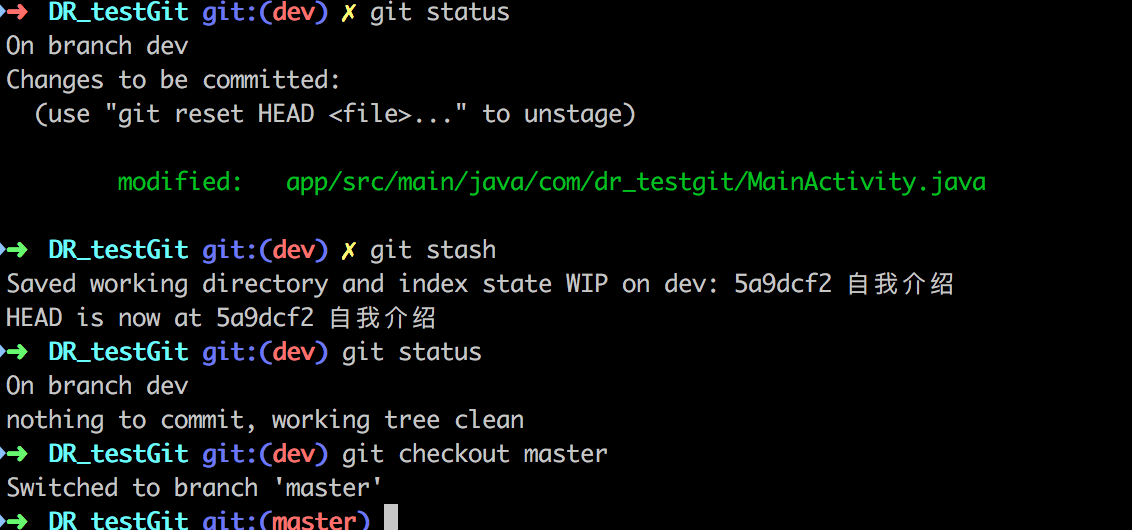 ➜ DR_testGit git:(dev) ✗ git status
On branch dev
Changes to be committed:
(use "git reset HEAD <file>..." to unstage)
modified: app/src/main/java/com/dr_testgit/MainActivity.java
➜ DR_testGit git:(dev) ✗ git stash
Saved working directory and index state WIP on dev: 5a9dcf2 自我介绍
HEAD is now at 5a9dcf2 自我介绍
➜ DR_testGit git:(dev) git status
On branch dev
nothing to commit, working tree clean
➜ DR_testGit git:(dev) git checkout master
Switched to branch 'master'
➜ DR_testGit git:(master)